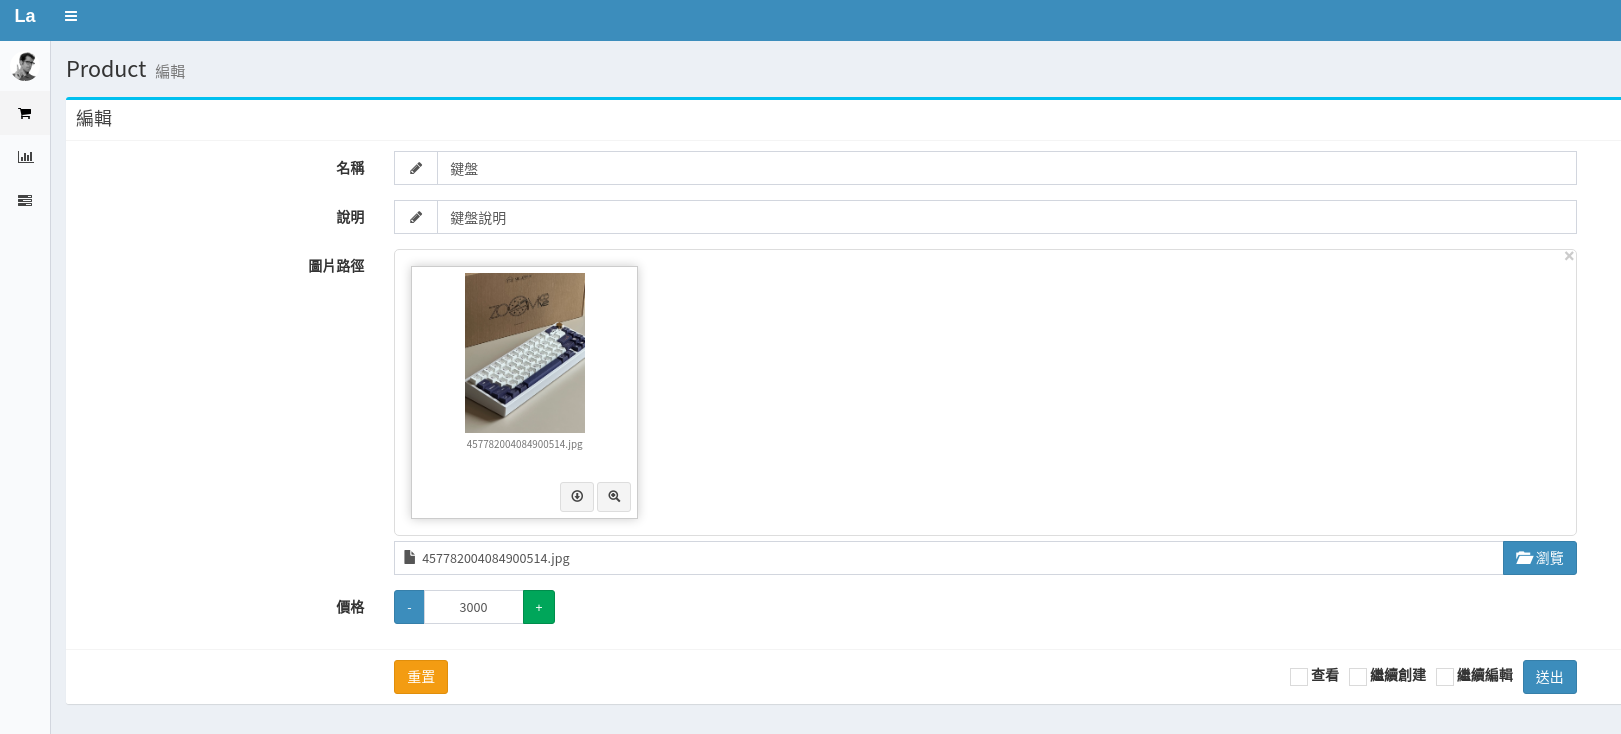 La
Product 編輯
編輯
名稱 鍵盤
說明 鍵盤說明
圖片路徑 ×
457782004084900514.jpg
457782004084900514.jpg 瀏覽
價格 - 3000 +
重置 查看 繼續創建 繼續編輯 送出